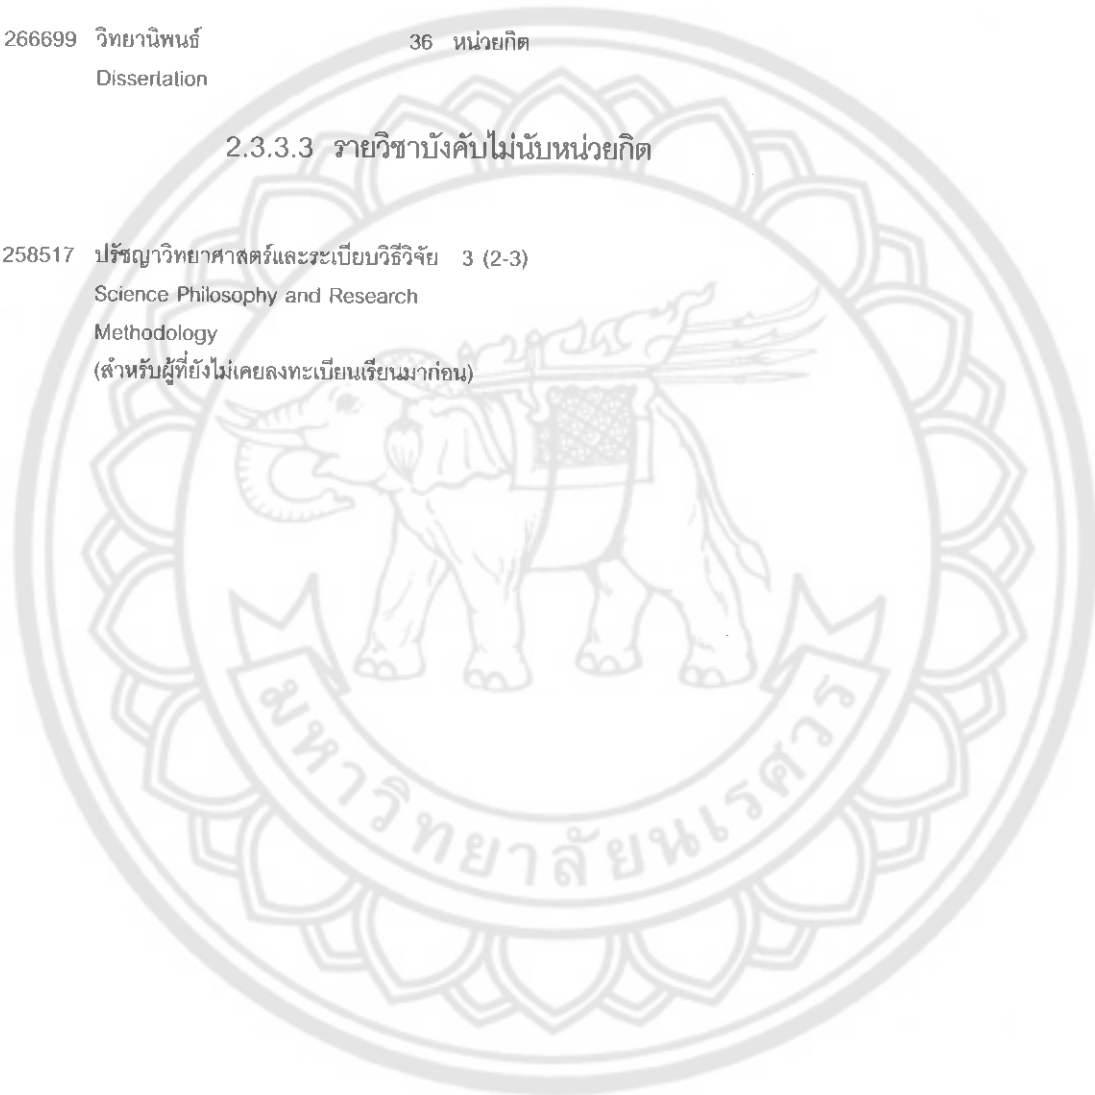 266699 วิทยานิพนธ์ 36 หน่วยกิต
Dissertation
2.3.3.3 รายวิชาบังคับไม่นับหน่วยกิต
258517 ปรัชญาวิทยาศาสตร์และระเบียบวิธีวิจัย 3 (2-3)
Science Philosophy and Research
Methodology
(สำหรับผู้ที่ยังไม่เคยลงทะเบียนเรียนมาก่อน)
มหาวิทยาลัยนเรศวร